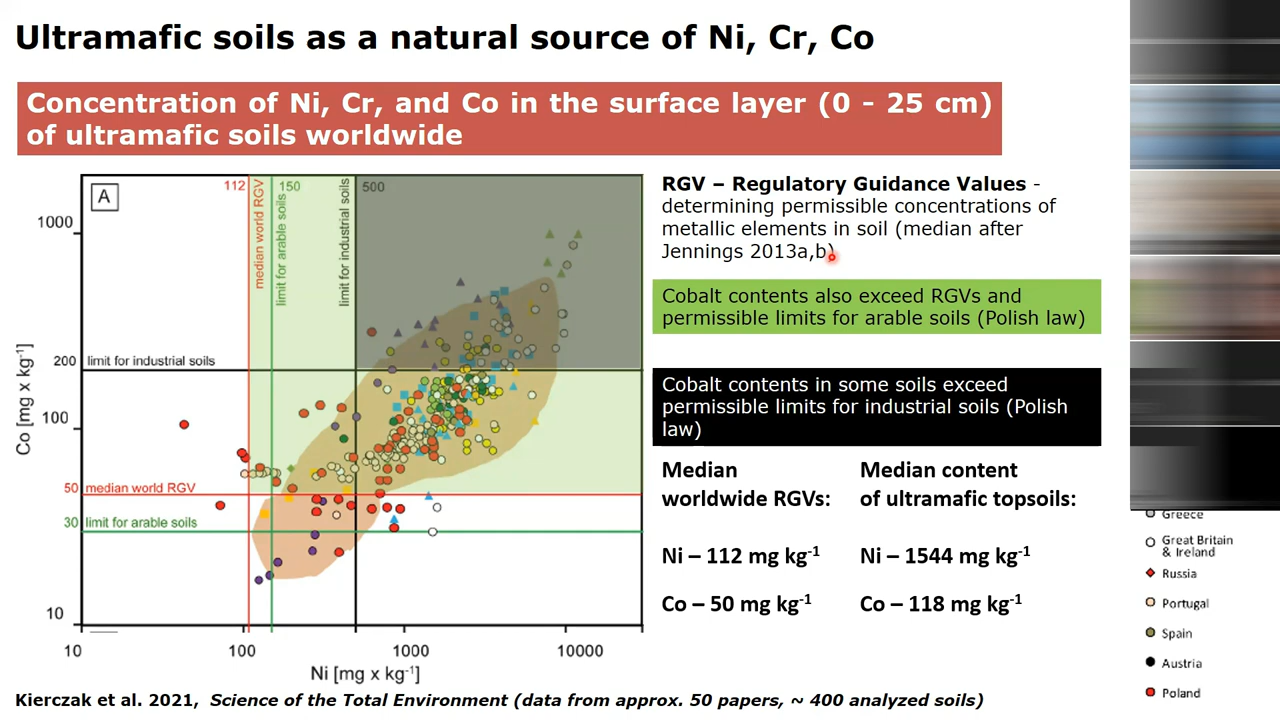 Ultramafic soils as a natural source of Ni, Cr, Co
Concentration of Ni, Cr, and Co in the surface layer (0 - 25 cm)
of ultramafic soils worldwide
A
112
median world RGV
150
limit for arable soils
limit for industrial soils
500
1000
200
limit for industrial soils
100
50
median world RGV
30
limit for arable soils
10
Co [mg x kg⁻¹]
10
100
1000
10000
Ni [mg x kg⁻¹]
RGV – Regulatory Guidance Values -
determining permissible concentrations of
metallic elements in soil (median after
Jennings 2013a,b)
Cobalt contents also exceed RGVs and
permissible limits for arable soils (Polish law)
Cobalt contents in some soils exceed
permissible limits for industrial soils (Polish
law)
Median
worldwide RGVs:
Ni – 112 mg kg⁻¹
Co – 50 mg kg⁻¹
Median content
of ultramafic topsoils:
Ni – 1544 mg kg⁻¹
Co – 118 mg kg⁻¹
Greece
Great Britain
& Ireland
Russia
Portugal
Spain
Austria
Poland
Kierczak et al. 2021, Science of the Total Environment (data from approx. 50 papers, ~ 400 analyzed soils)